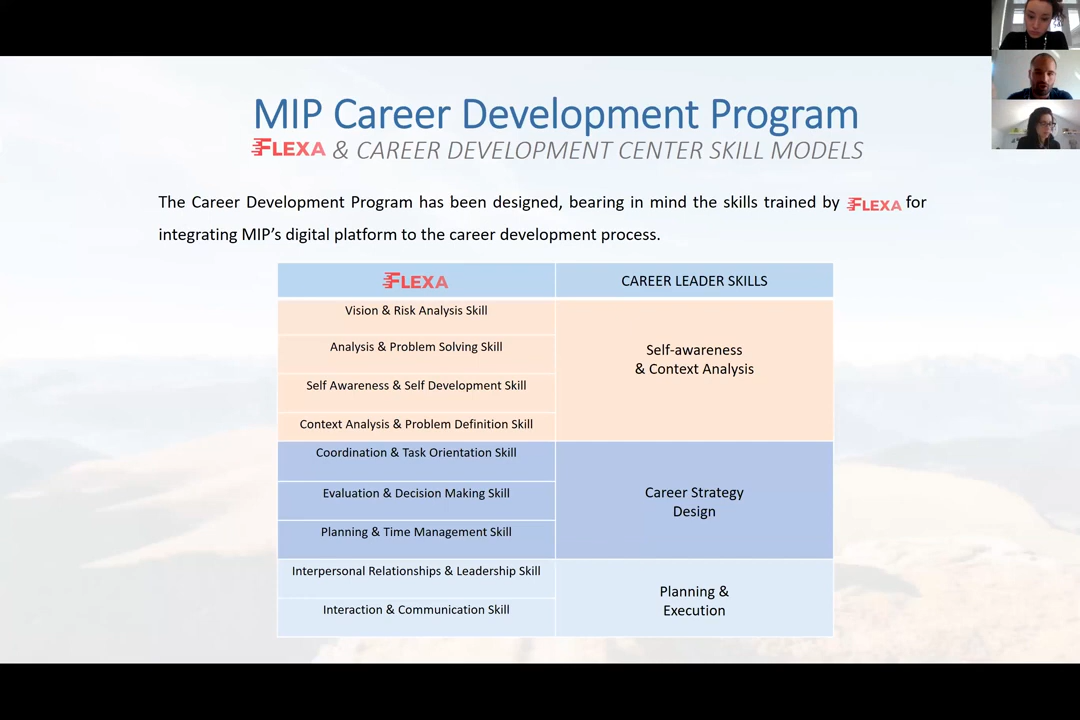 MIP Career Development Program
FLEXA & CAREER DEVELOPMENT CENTER SKILL MODELS
The Career Development Program has been designed, bearing in mind the skills trained by FLEXA for
integrating MIP's digital platform to the career development process.
FLEXA
CAREER LEADER SKILLS
Vision & Risk Analysis Skill
Analysis & Problem Solving Skill
Self Awareness & Self Development Skill
Context Analysis & Problem Definition Skill
Self-awareness
& Context Analysis
Coordination & Task Orientation Skill
Evaluation & Decision Making Skill
Planning & Time Management Skill
Career Strategy
Design
Interpersonal Relationships & Leadership Skill
Interaction & Communication Skill
Planning &
Execution